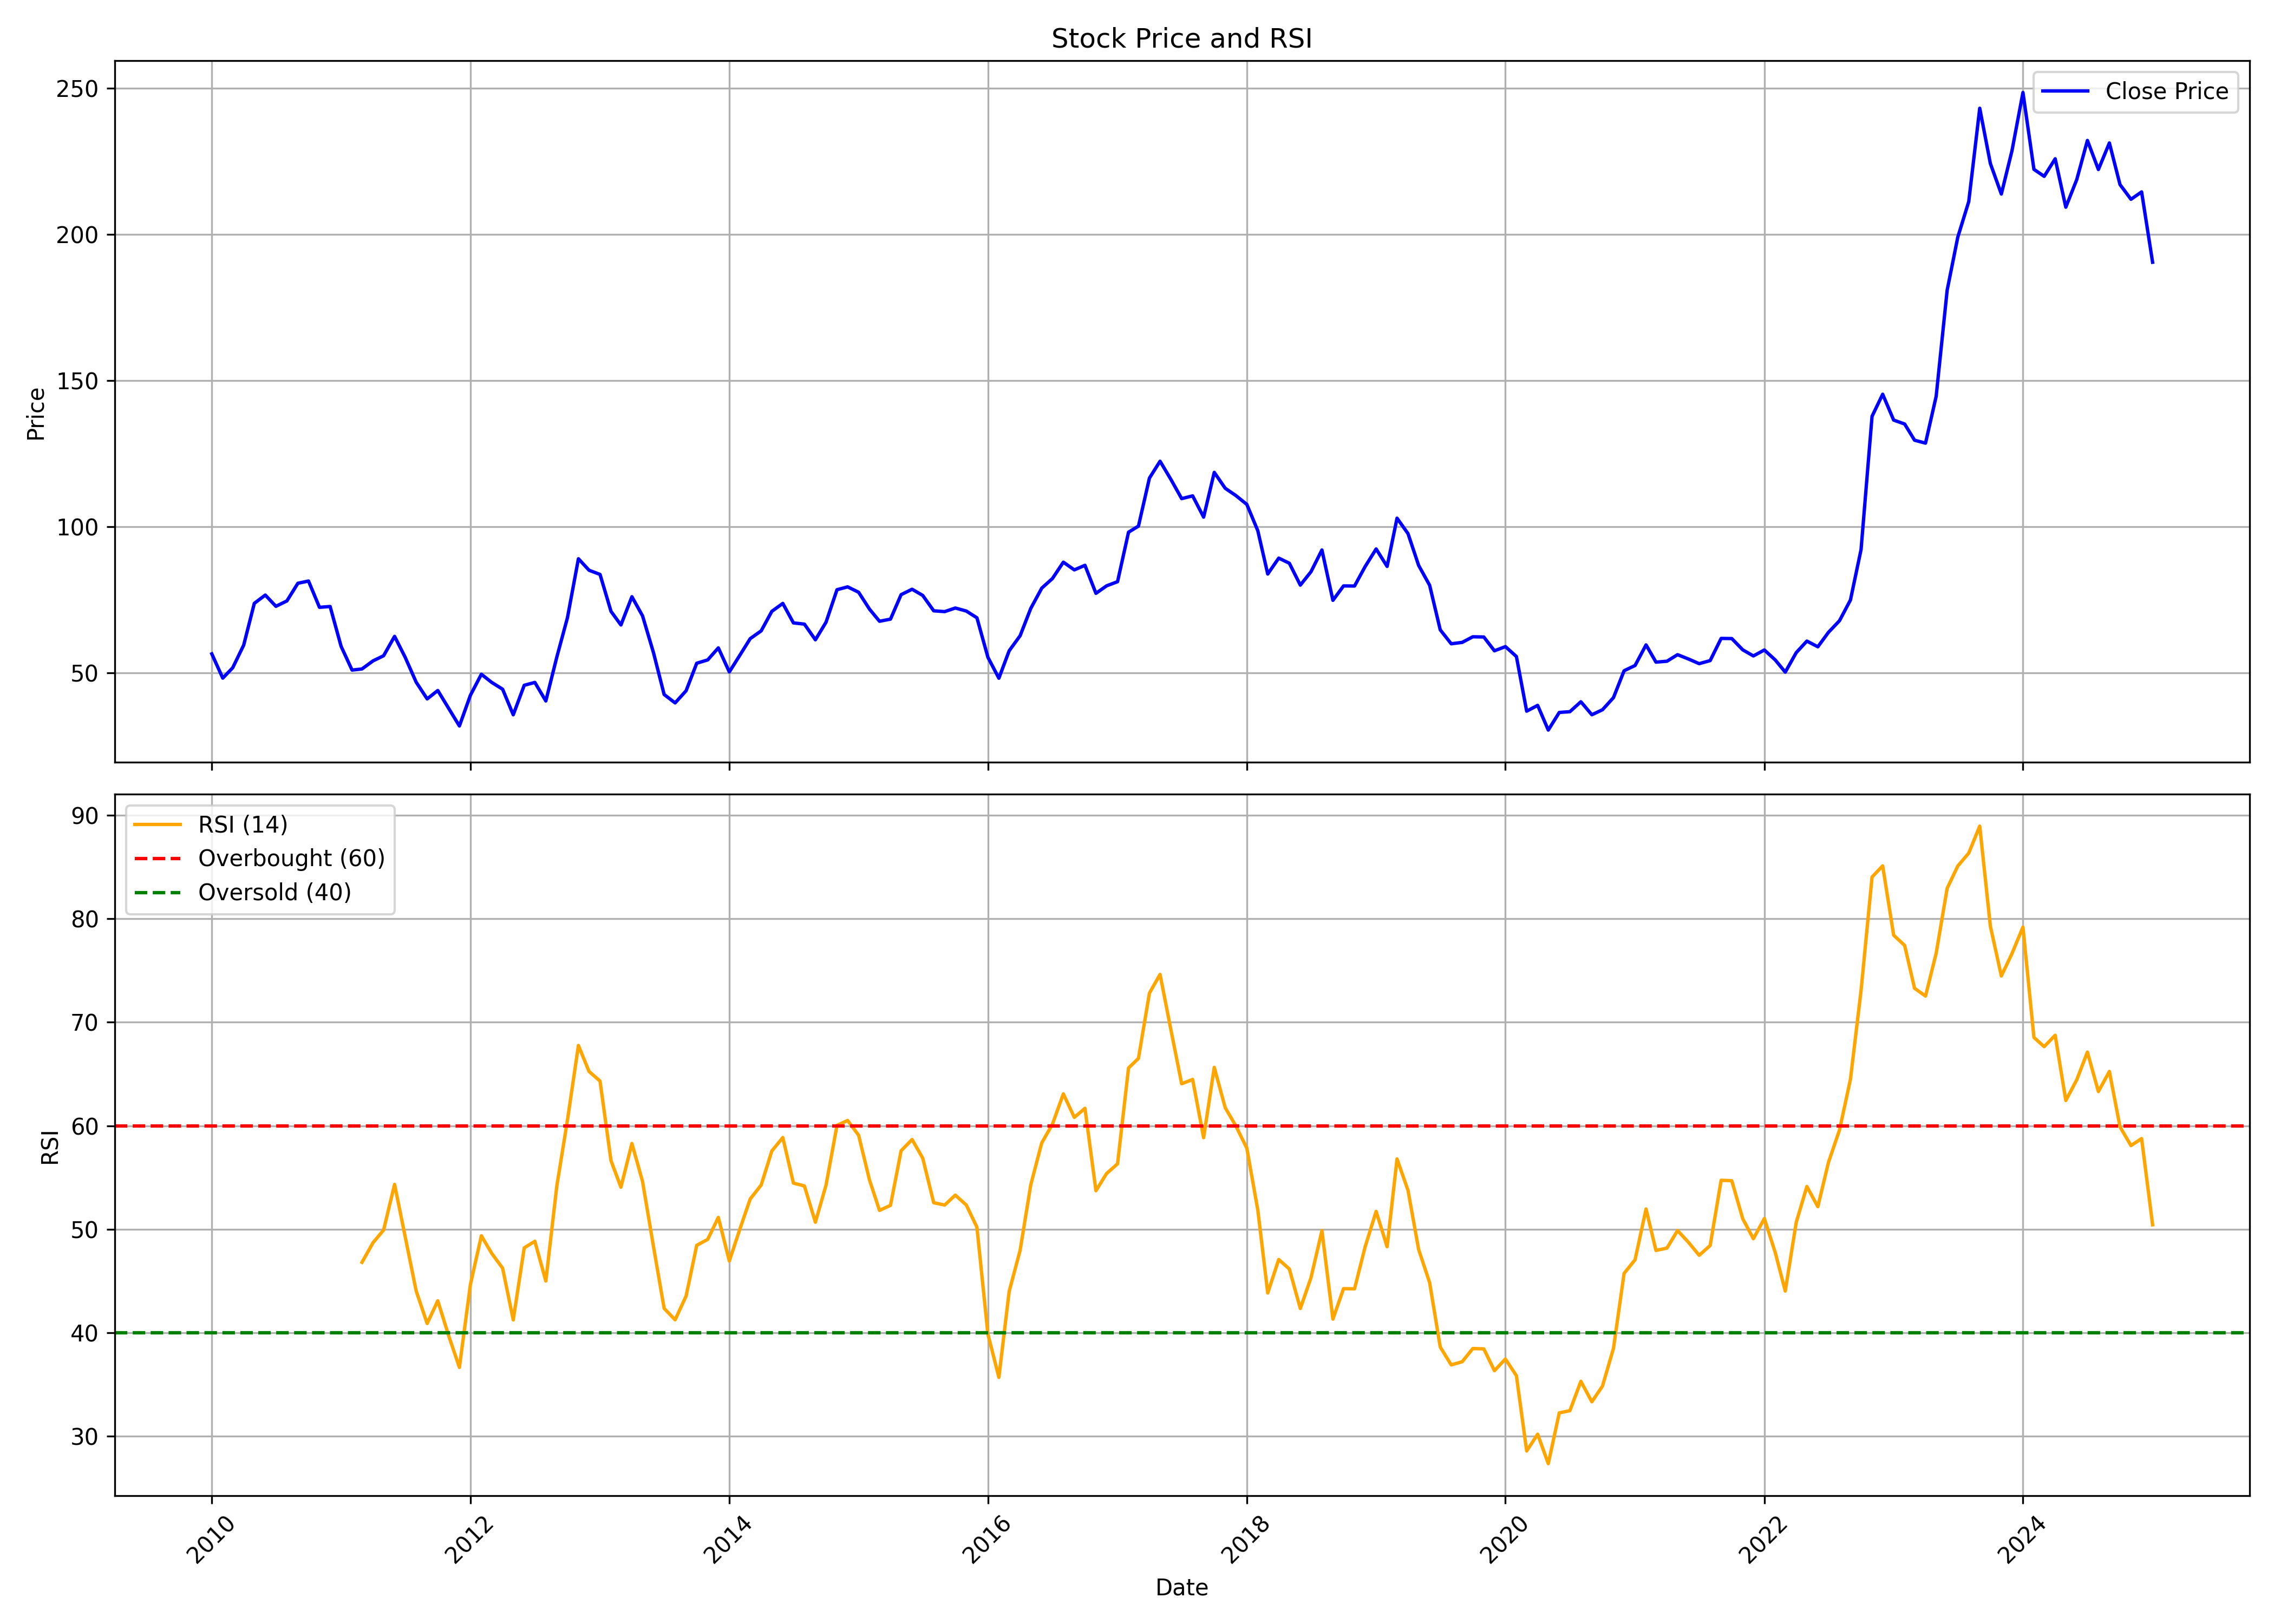 Stock Price and RSI
250
200
150
100
50
Price
Close Price
90
80
70
60
50
40
30
RSI
RSI (14)
Overbought (60)
Oversold (40)
2010
2012
2014
2016
2018
2020
2022
2024
Date